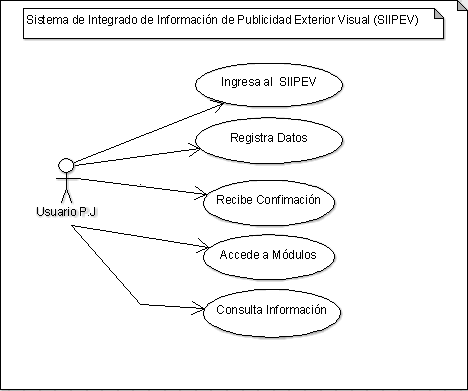 Sistema de Integrado de Información de Publicidad Exterior Visual (SIIPEV)
Ingresa al SIIPEV
Registra Datos
Usuario P.J
Recibe Confimación
Accede a Módulos
Consulta Información